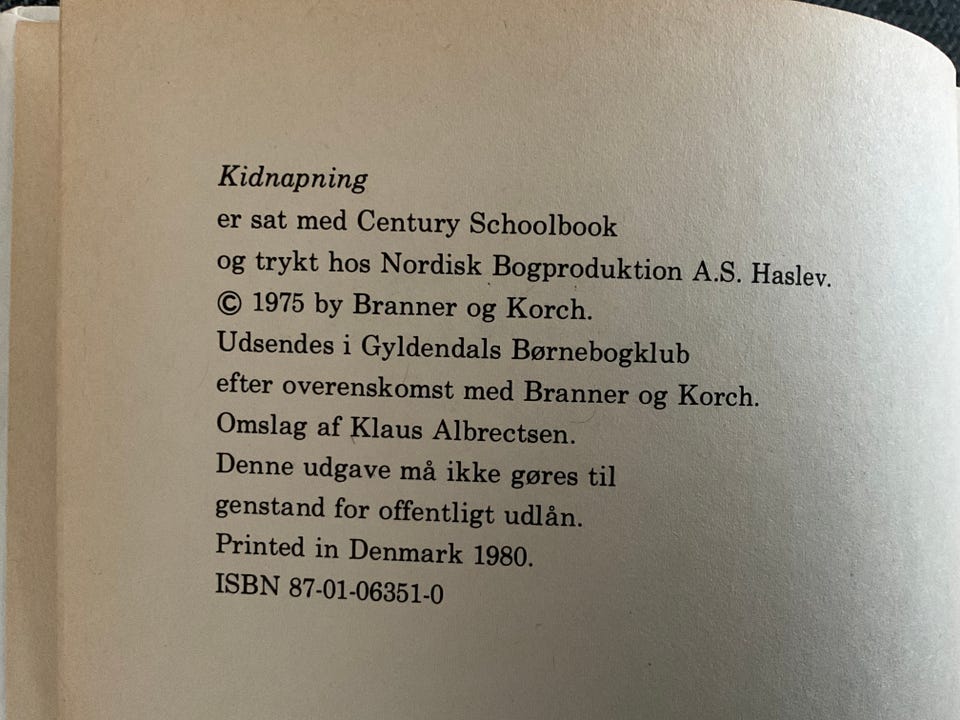 Kidnapning
er sat med Century Schoolbook
og trykt hos Nordisk Bogproduktion A.S. Haslev.
© 1975 by Branner og Korch.
Udsendes i Gyldendals Børnebogklub
efter overenskomst med Branner og Korch.
Omslag af Klaus Albrectsen.
Denne udgave må ikke gøres til
genstand for offentligt udlån.
Printed in Denmark 1980.
ISBN 87-01-06351-0